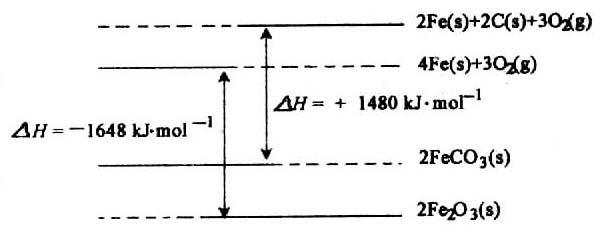 2Fe(s)+2C(s)+3O₂(g)
4Fe(s)+3O₂(g)
ΔH= + 1480 kJ·mol⁻¹
ΔH=−1648 kJ·mol⁻¹
2FeCO₃(s)
2Fe₂O₃(s)